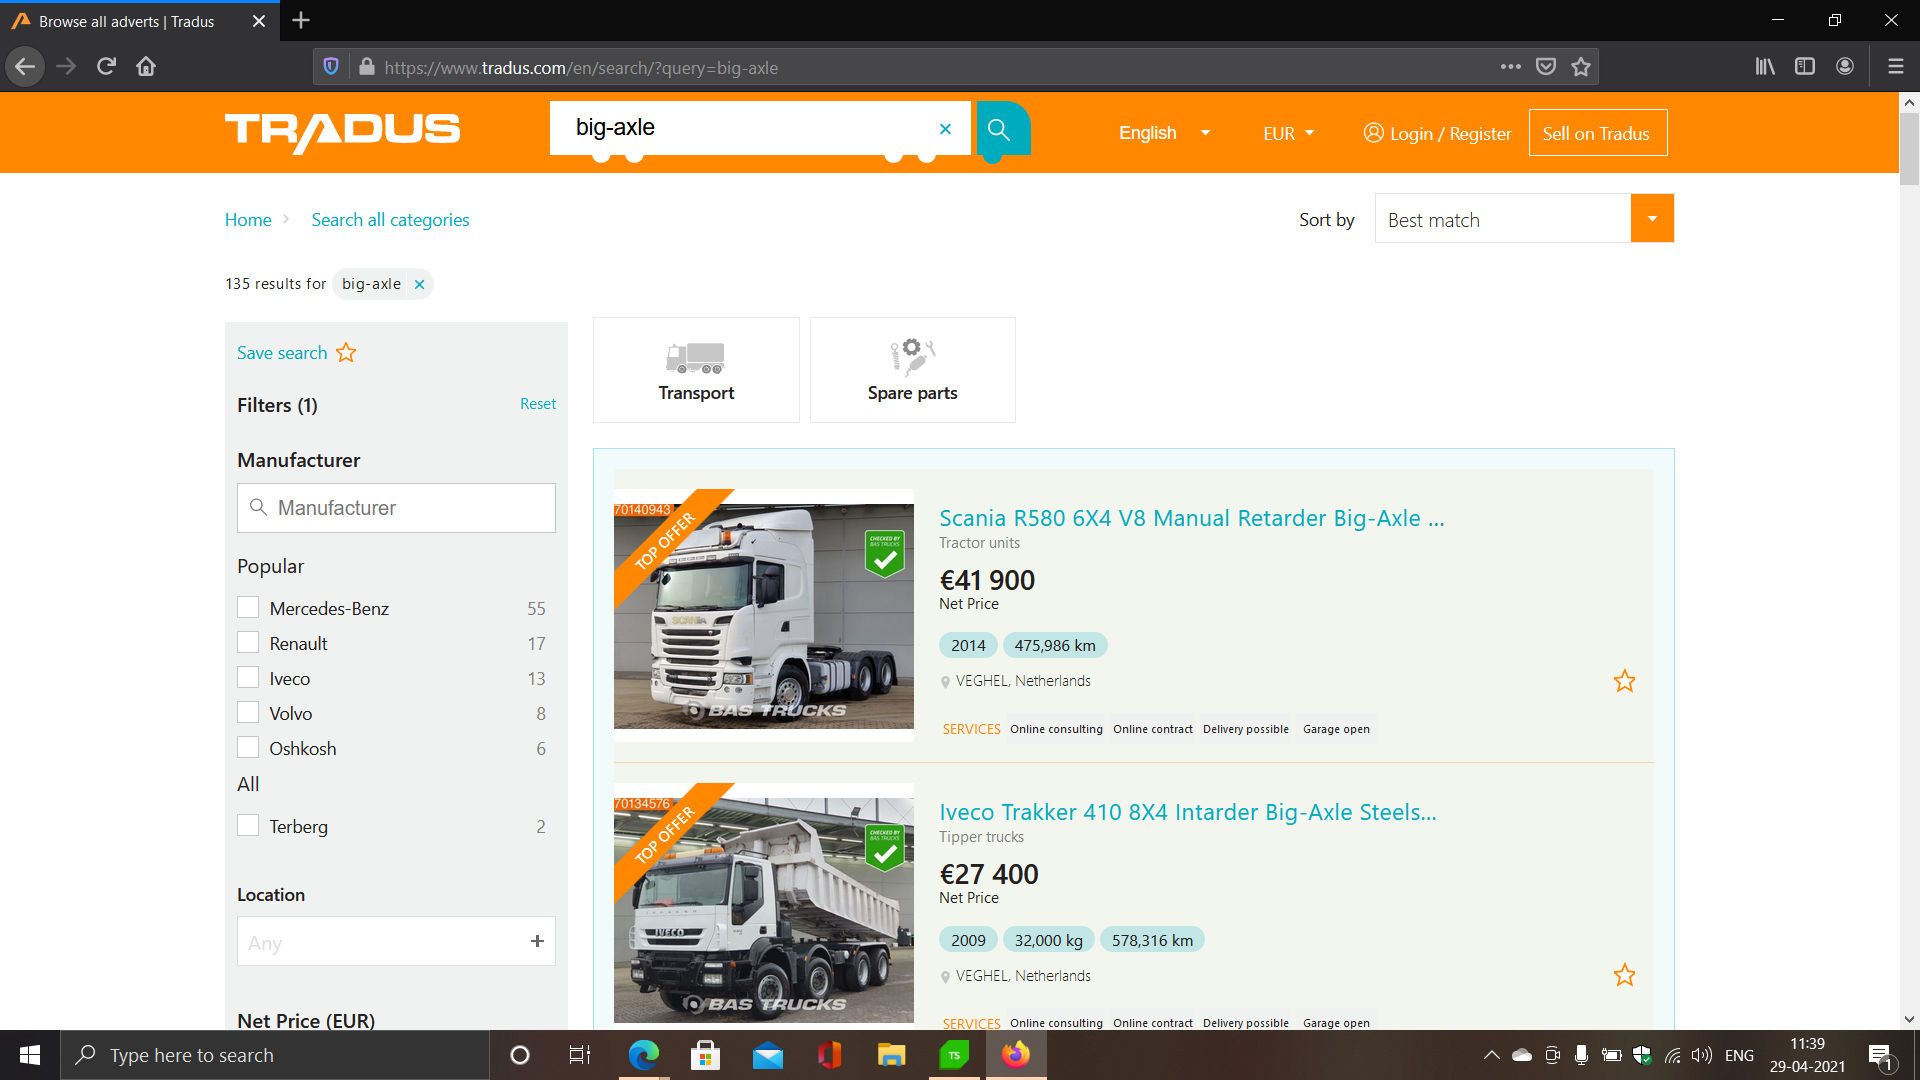 Browse all adverts | Tradus
https://www.tradus.com/en/search/?query=big-axle
TRADUS
big-axle
English
EUR
Login / Register
Sell on Tradus
Home
Search all categories
Sort by
Best match
135 results for
big-axle
Save search
Filters (1)
Reset
Manufacturer
Manufacturer
Popular
Mercedes-Benz 55
Renault 17
Iveco 13
Volvo 8
Oshkosh 6
All
Terberg 2
Location
Any
Net Price (EUR)
Transport
Spare parts
70140943
TOP OFFER
CHECKED BY
BAS TRUCKS
SCANIA
BAS TRUCKS
Scania R580 6X4 V8 Manual Retarder Big-Axle ...
Tractor units
€41 900
Net Price
2014 475,986 km
VEGHEL, Netherlands
SERVICES Online consulting Online contract Delivery possible Garage open
70134576
TOP OFFER
CHECKED BY
BAS TRUCKS
IVECO
BAS TRUCKS
Iveco Trakker 410 8X4 Intarder Big-Axle Steels...
Tipper trucks
€27 400
Net Price
2009 32,000 kg 578,316 km
VEGHEL, Netherlands
SERVICES Online consulting Online contract Delivery possible Garage open
Type here to search
TS
ENG
11:39
29-04-2021
1